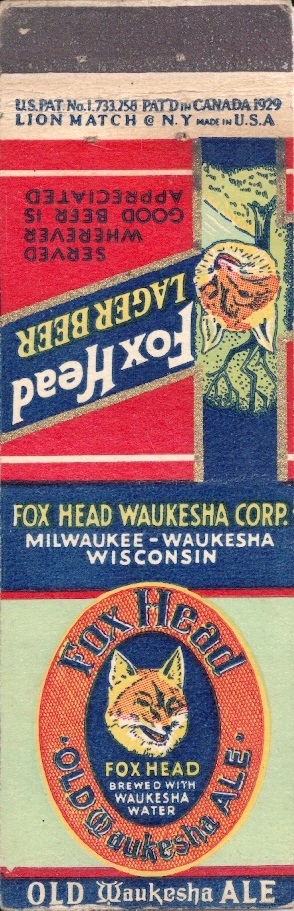 U.S. PAT. No. 1,733,258 PAT'D IN CANADA 1929
LION MATCH © N.Y MADE IN U.S.A
Fox Head
LAGER BEER
SERVED
WHEREVER
GOOD BEER IS
APPRECIATED
FOX HEAD WAUKESHA CORP.
MILWAUKEE - WAUKESHA
WISCONSIN
Fox Head
FOX HEAD
BREWED WITH
WAUKESHA
WATER
· OLD Waukesha ALE ·
OLD Waukesha ALE